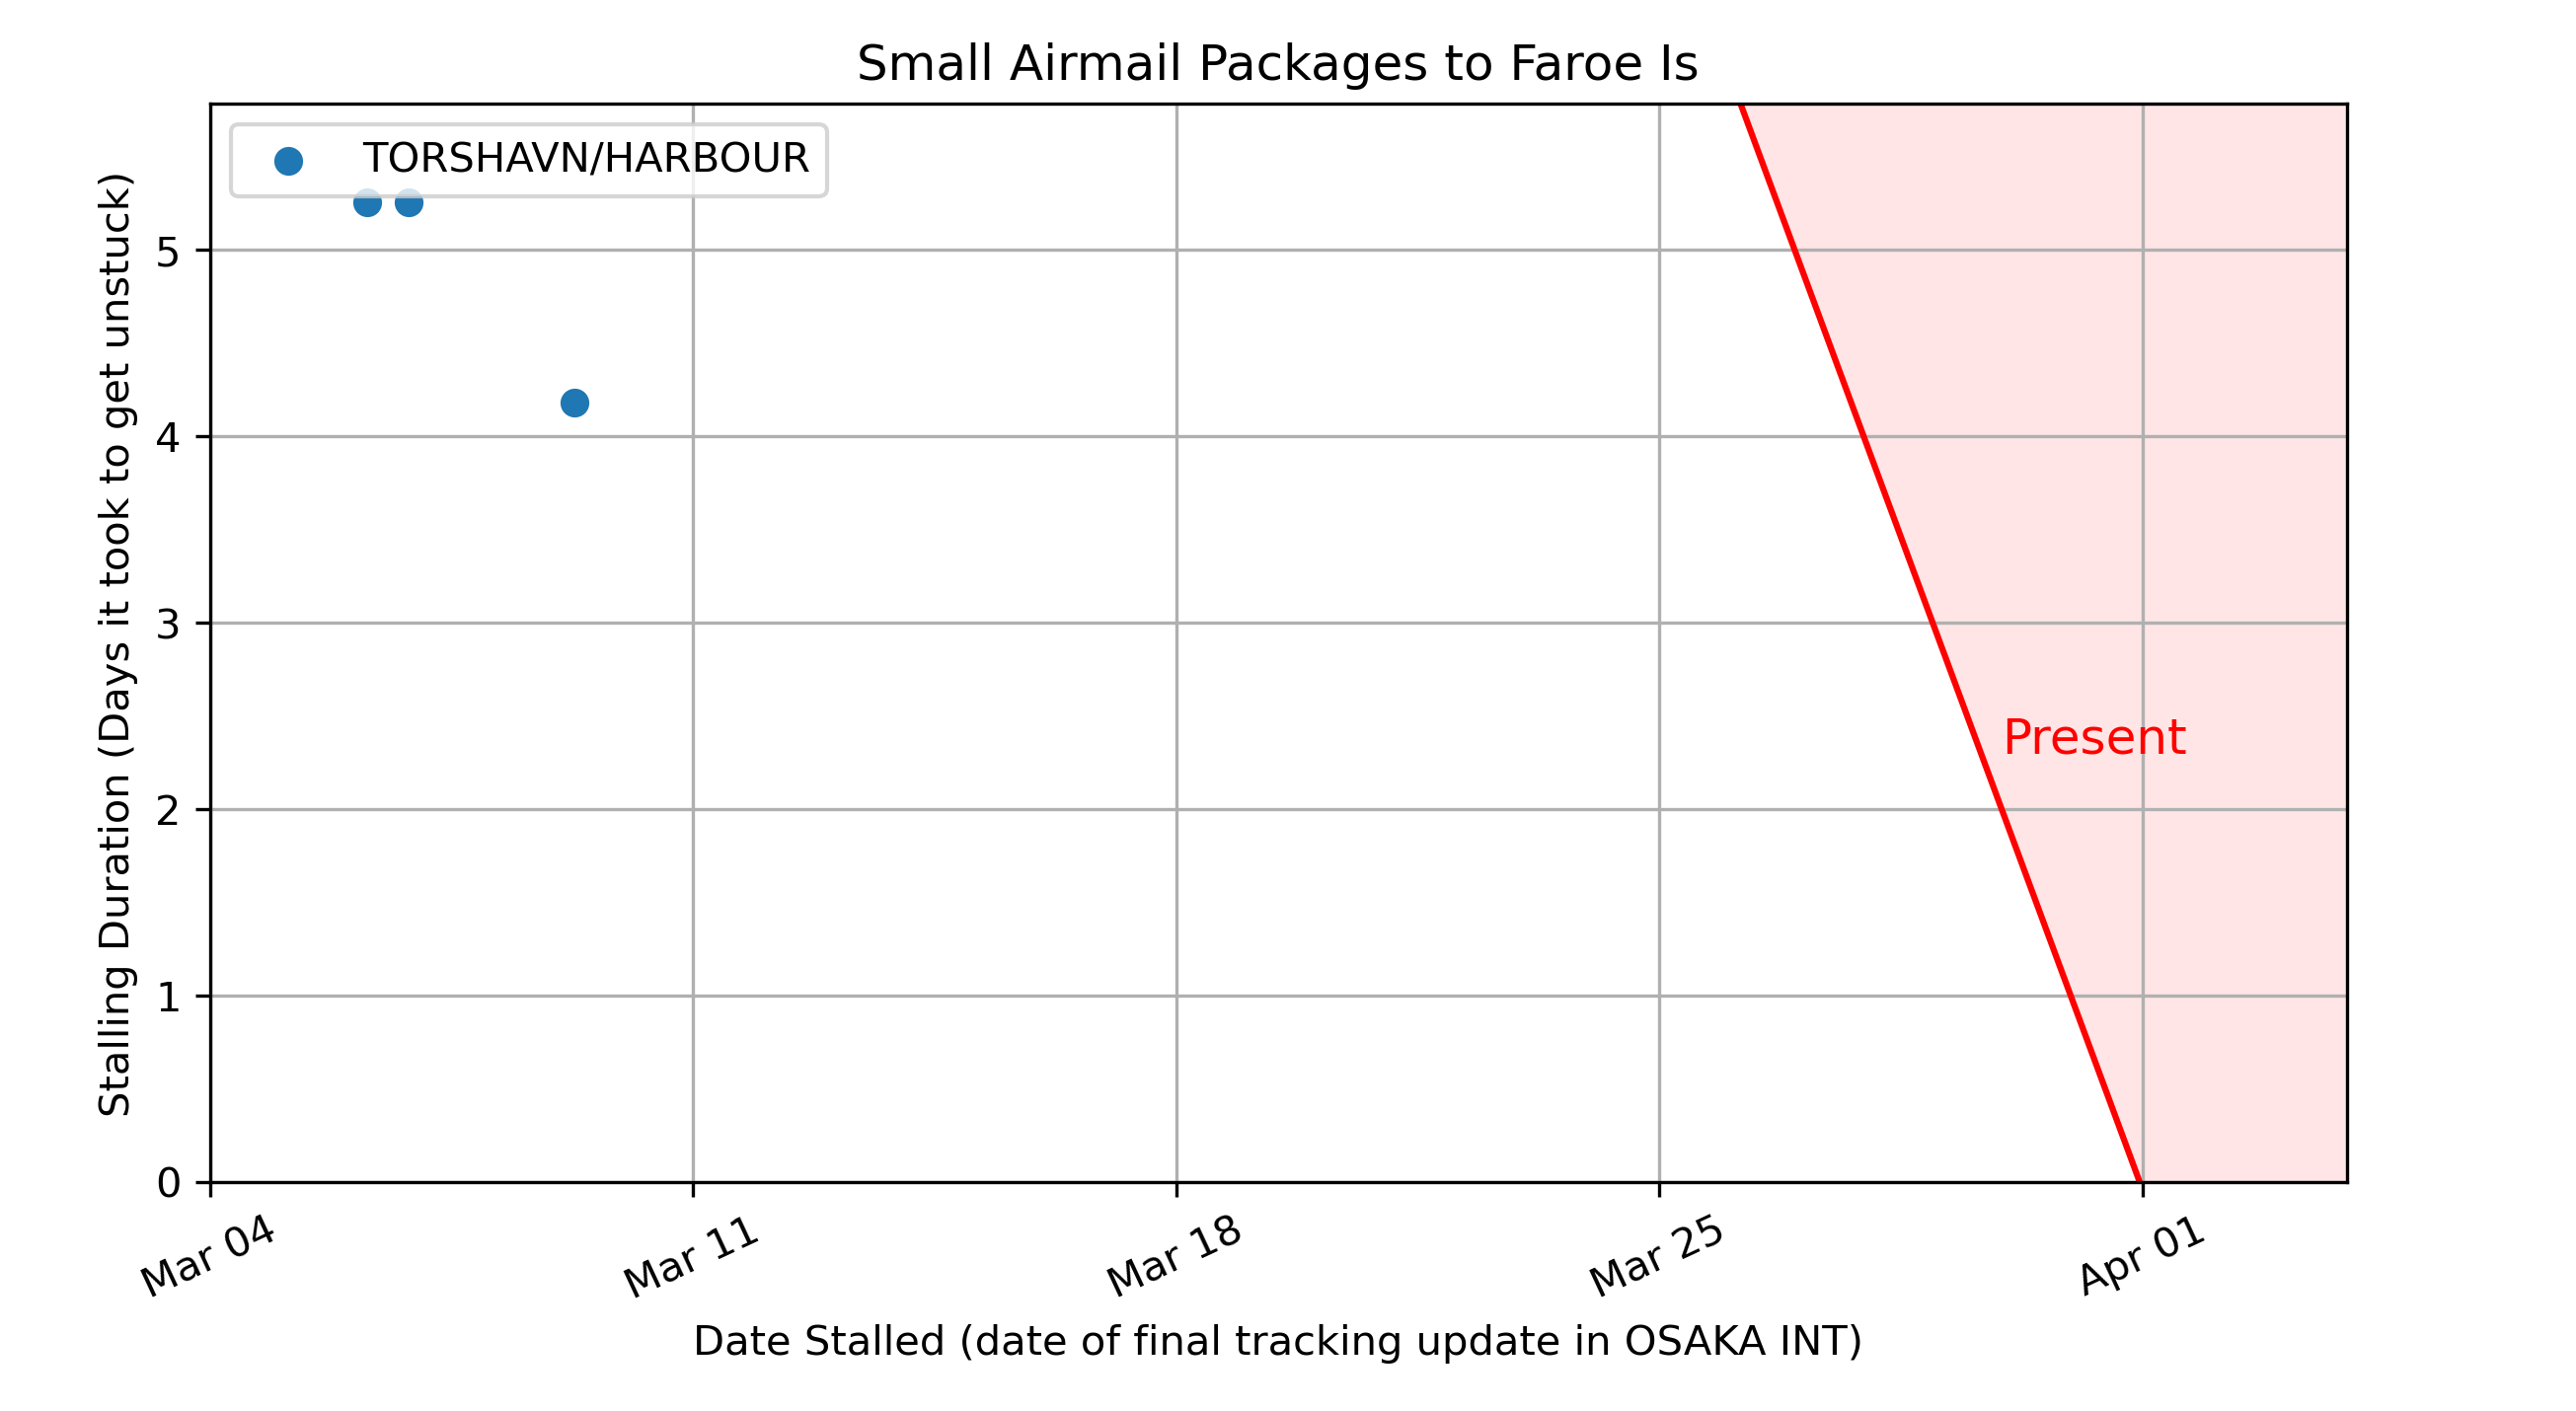 Small Airmail Packages to Faroe Is
TORSHAVN/HARBOUR
Stalling Duration (Days it took to get unstuck)
5
4
3
2
1
0
Present
Mar 04
Mar 11
Mar 18
Mar 25
Apr 01
Date Stalled (date of final tracking update in OSAKA INT)